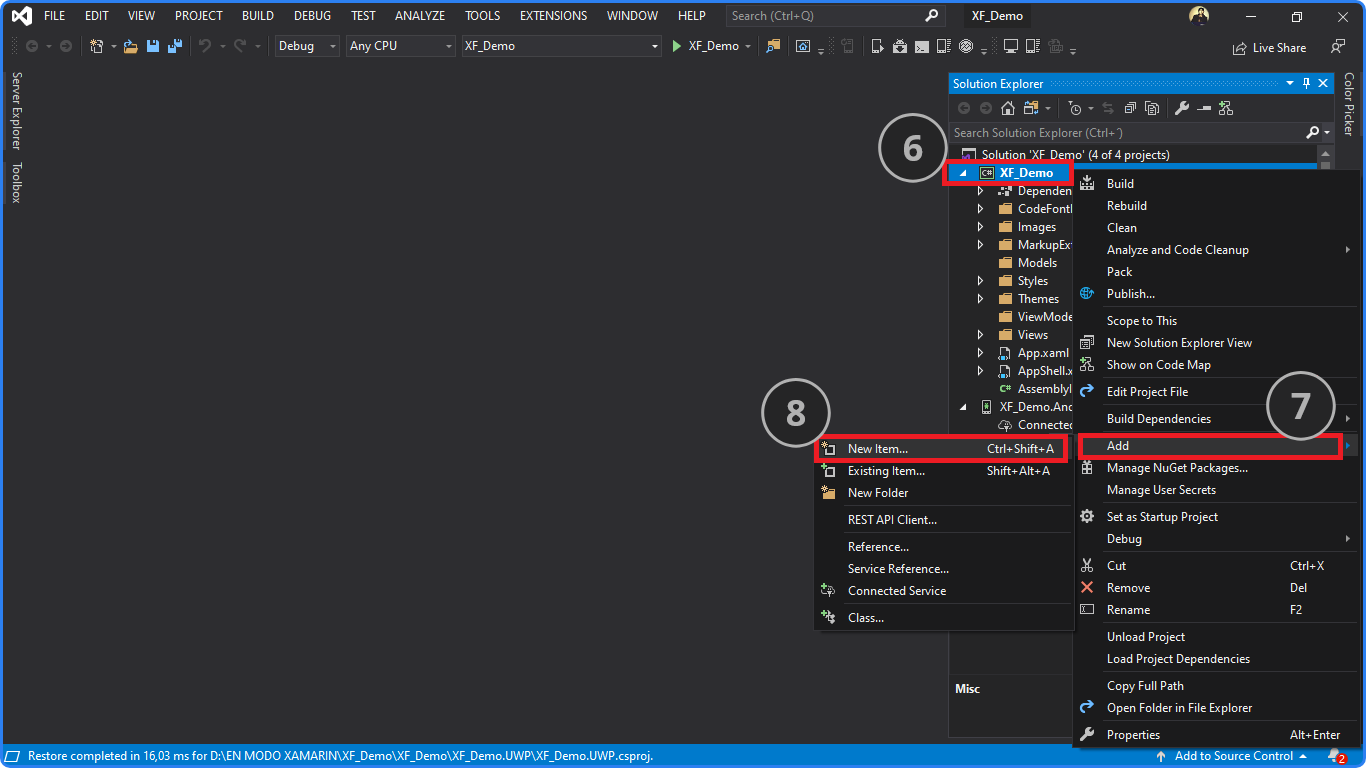 FILE EDIT VIEW PROJECT BUILD DEBUG TEST ANALYZE TOOLS EXTENSIONS WINDOW HELP Search (Ctrl+Q) XF_Demo
Debug Any CPU XF_Demo XF_Demo Live Share
Server Explorer
Toolbox
Color Picker
Solution Explorer
Search Solution Explorer (Ctrl+´)
6
Solution 'XF_Demo' (4 of 4 projects)
C# XF_Demo
Dependen
CodeFontI
Images
MarkupExt
Models
Styles
Themes
ViewMode
Views
App.xaml
AppShell.x
C# AssemblyI
XF_Demo.And
Connected
Build
Rebuild
Clean
Analyze and Code Cleanup
Pack
Publish...
Scope to This
New Solution Explorer View
Show on Code Map
Edit Project File
7
Build Dependencies
Add
Manage NuGet Packages...
Manage User Secrets
Set as Startup Project
Debug
Cut Ctrl+X
Remove Del
Rename F2
Unload Project
Load Project Dependencies
Copy Full Path
Open Folder in File Explorer
Properties Alt+Enter
8
New Item... Ctrl+Shift+A
Existing Item... Shift+Alt+A
New Folder
REST API Client...
Reference...
Service Reference...
Connected Service
Class...
Misc
Restore completed in 16,03 ms for D:\EN MODO XAMARIN\XF_Demo\XF_Demo\XF_Demo.UWP\XF_Demo.UWP.csproj. Add to Source Control 2